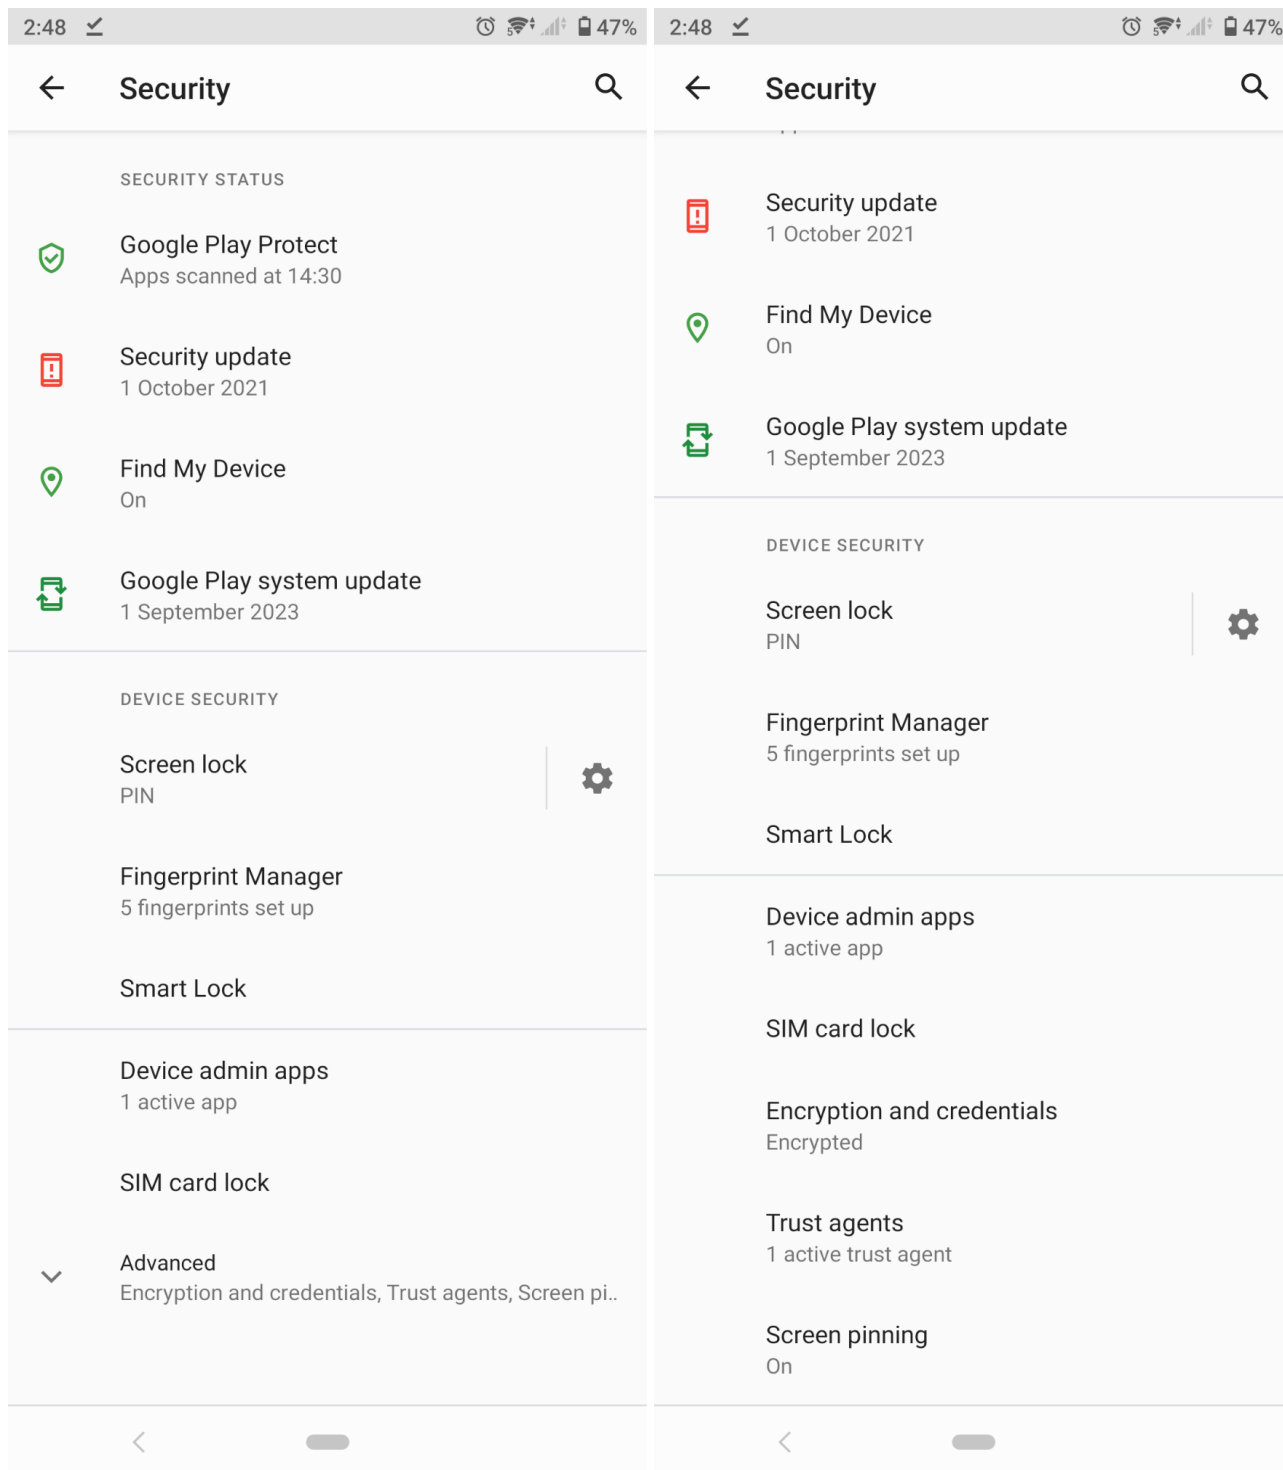 2:48
5
47%
Security
SECURITY STATUS
Google Play Protect
Apps scanned at 14:30
Security update
1 October 2021
Find My Device
On
Google Play system update
1 September 2023
DEVICE SECURITY
Screen lock
PIN
Fingerprint Manager
5 fingerprints set up
Smart Lock
Device admin apps
1 active app
SIM card lock
Advanced
Encryption and credentials, Trust agents, Screen pi..
2:48
5
47%
Security
Security update
1 October 2021
Find My Device
On
Google Play system update
1 September 2023
DEVICE SECURITY
Screen lock
PIN
Fingerprint Manager
5 fingerprints set up
Smart Lock
Device admin apps
1 active app
SIM card lock
Encryption and credentials
Encrypted
Trust agents
1 active trust agent
Screen pinning
On